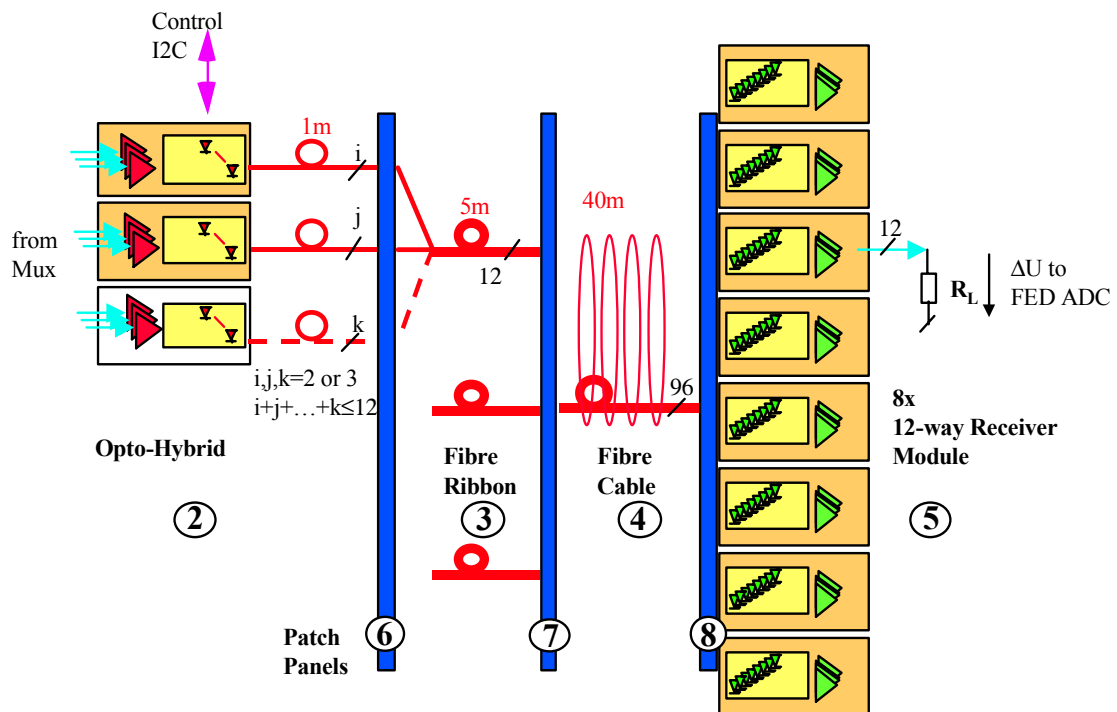 Control
I2C
1m
i
from
Mux
j
k
i,j,k=2 or 3
i+j+…+k≤12
Opto-Hybrid
2
5m
12
Fibre
Ribbon
3
40m
96
Fibre
Cable
4
12
R_L
ΔU to
FED ADC
8x
12-way Receiver
Module
5
Patch
Panels
6
7
8